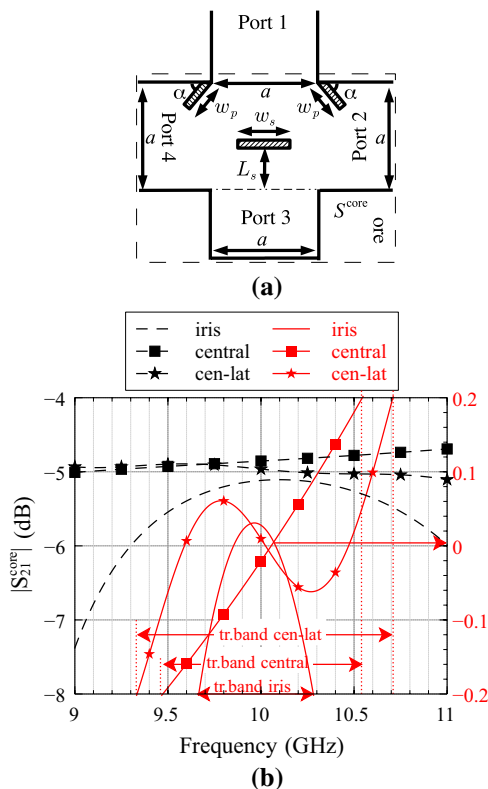 Port 1
α
a
α
w_p
w_s
w_p
a
Port 4
Port 2
a
L_s
Port 3
S^core
ore
a
(a)
iris
iris
central
central
cen-lat
cen-lat
−4
0.2
−5
0.1
−6
0
−7
−0.1
−8
−0.2
|S_21^core| (dB)
tr.band cen-lat
tr.band central
tr.band iris
9
9.5
10
10.5
11
Frequency (GHz)
(b)